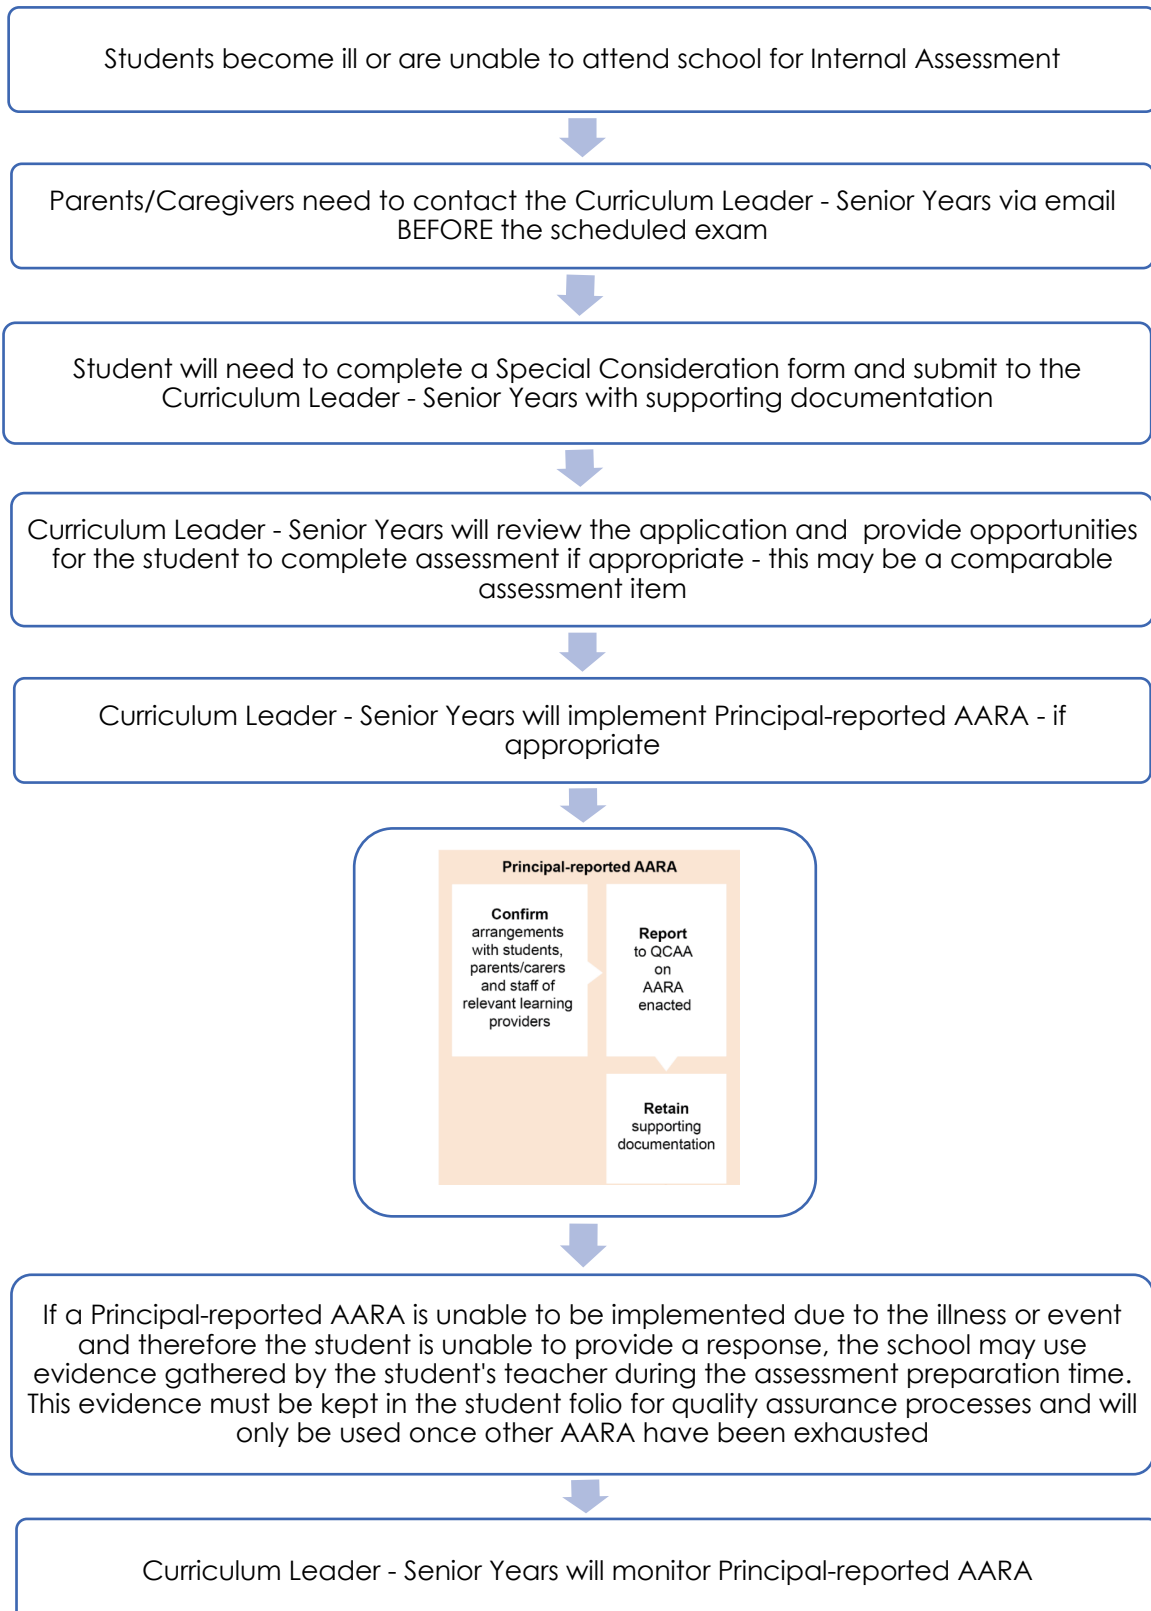 Students become ill or are unable to attend school for Internal Assessment
Parents/Caregivers need to contact the Curriculum Leader - Senior Years via email
BEFORE the scheduled exam
Student will need to complete a Special Consideration form and submit to the
Curriculum Leader - Senior Years with supporting documentation
Curriculum Leader - Senior Years will review the application and provide opportunities
for the student to complete assessment if appropriate - this may be a comparable
assessment item
Curriculum Leader - Senior Years will implement Principal-reported AARA - if
appropriate
Principal-reported AARA
Confirm
arrangements
with students,
parents/carers
and staff of
relevant learning
providers
Report
to QCAA
on
AARA
enacted
Retain
supporting
documentation
If a Principal-reported AARA is unable to be implemented due to the illness or event
and therefore the student is unable to provide a response, the school may use
evidence gathered by the student's teacher during the assessment preparation time.
This evidence must be kept in the student folio for quality assurance processes and will
only be used once other AARA have been exhausted
Curriculum Leader - Senior Years will monitor Principal-reported AARA